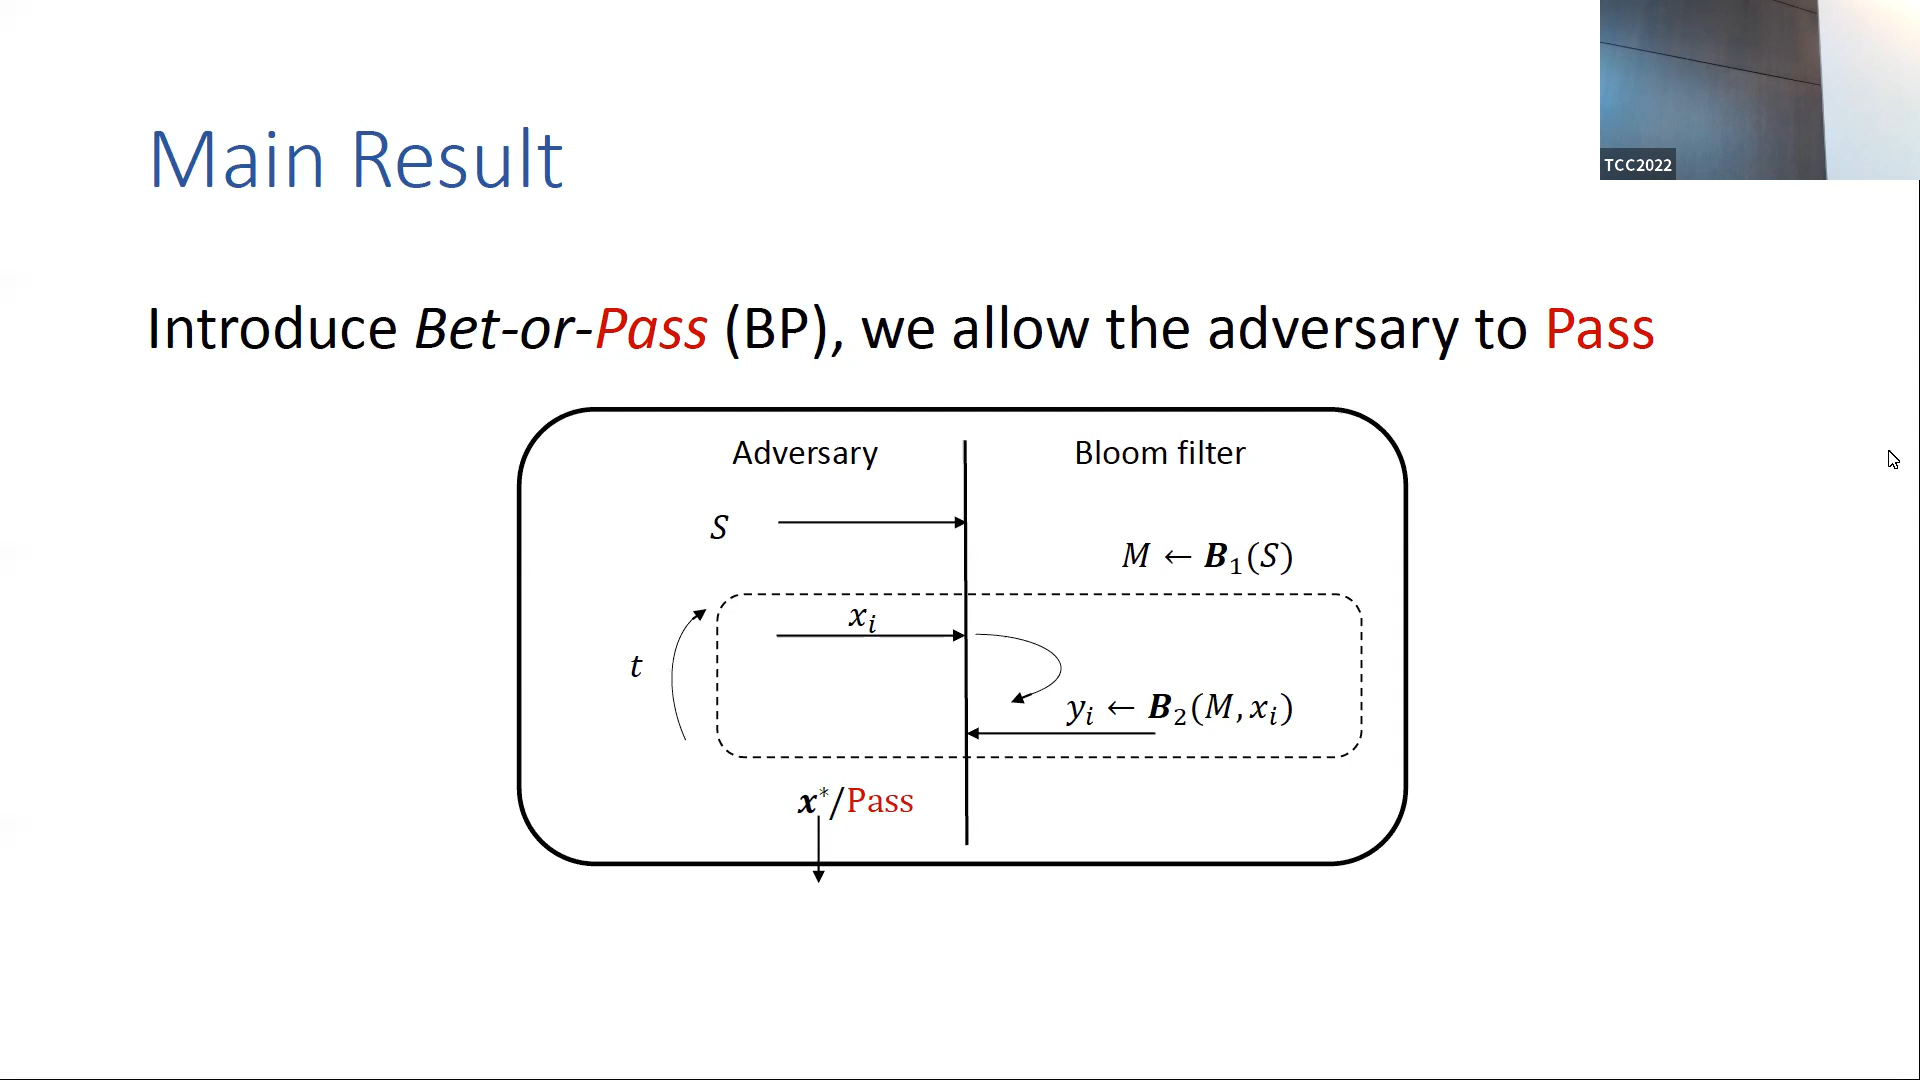 TCC2022
Main Result
Introduce Bet-or-Pass (BP), we allow the adversary to Pass
Adversary
Bloom filter
S
M ← B₁(S)
xᵢ
t
yᵢ ← B₂(M, xᵢ)
x*/Pass